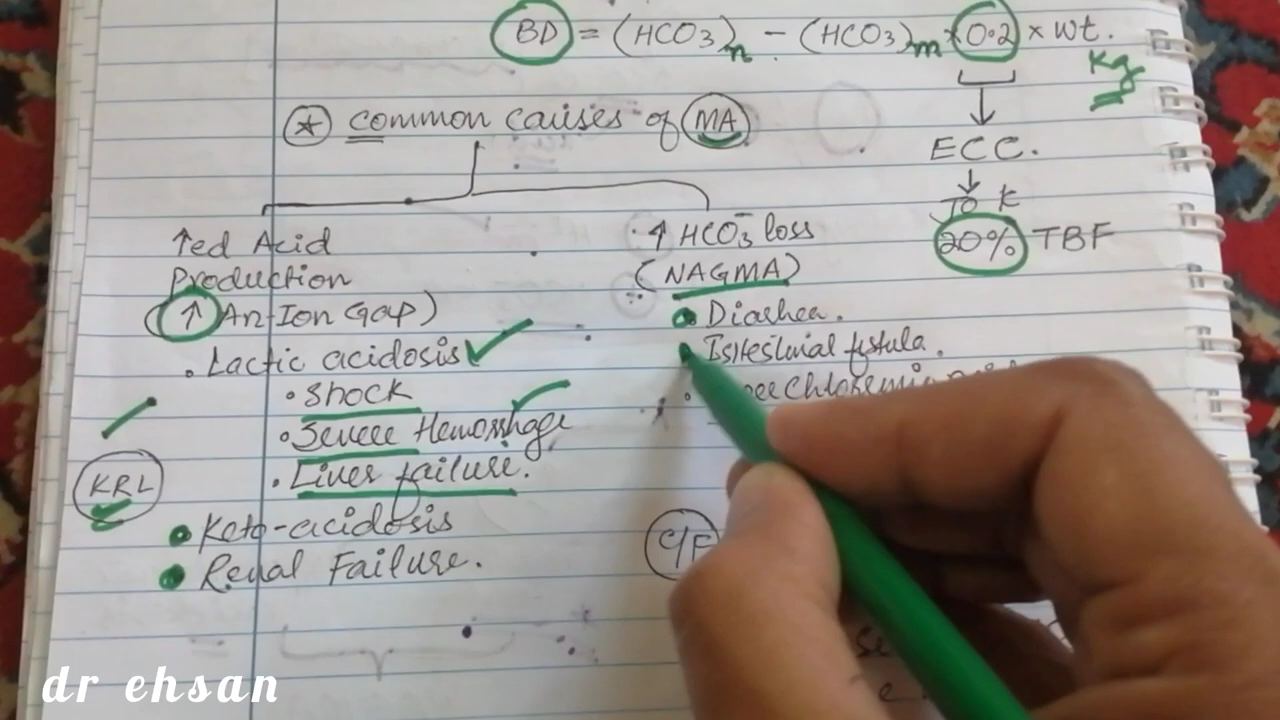 BD = (HCO3)n - (HCO3)m × 0.2 × wt.
Kg
ECC.
20% TBF
* common causes of MA
↑ed Acid
Production
(↑ An-Ion Gap)
. Lactic acidosis
• Shock
• Severe Hemorrhage
• Liver failure.
KRL
• Keto-acidosis
• Renal Failure.
· ↑ HCO3⁻ loss
(NAGMA)
• Diarhea.
• Intestinal fistula.
C/F
dr ehsan